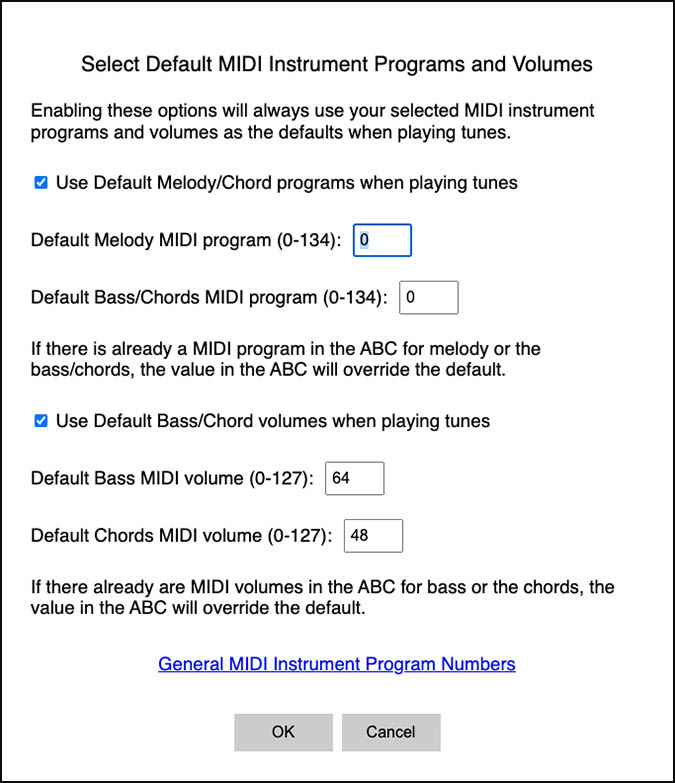 Select Default MIDI Instrument Programs and Volumes
Enabling these options will always use your selected MIDI instrument
programs and volumes as the defaults when playing tunes.
Use Default Melody/Chord programs when playing tunes
Default Melody MIDI program (0-134): 0
Default Bass/Chords MIDI program (0-134): 0
If there is already a MIDI program in the ABC for melody or the
bass/chords, the value in the ABC will override the default.
Use Default Bass/Chord volumes when playing tunes
Default Bass MIDI volume (0-127): 64
Default Chords MIDI volume (0-127): 48
If there already are MIDI volumes in the ABC for bass or the chords, the
value in the ABC will override the default.
General MIDI Instrument Program Numbers
OK Cancel